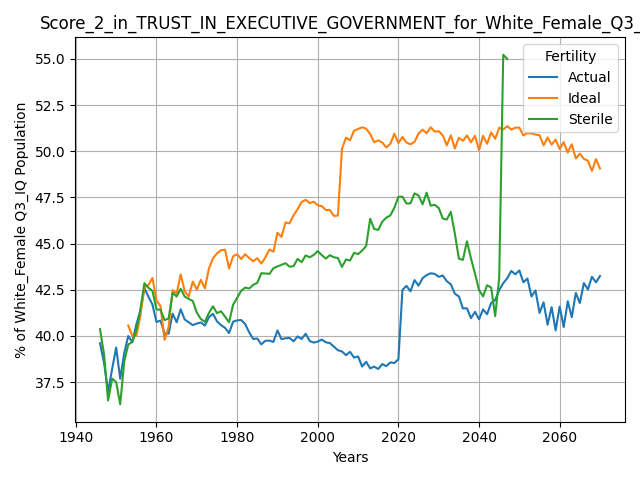 Score_2_in_TRUST_IN_EXECUTIVE_GOVERNMENT_for_White_Female_Q3_
Fertility
Actual
Ideal
Sterile
% of White_Female Q3_IQ Population
55.0
52.5
50.0
47.5
45.0
42.5
40.0
37.5
1940 1960 1980 2000 2020 2040 2060
Years